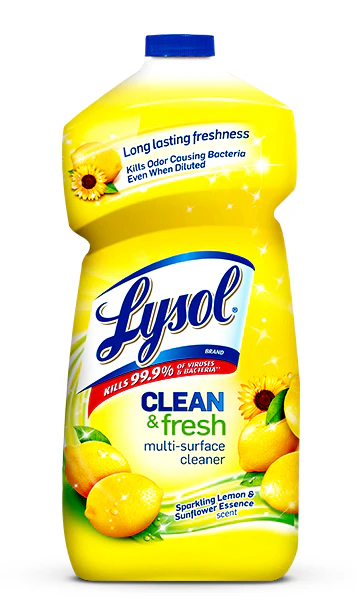 Long lasting freshness
Kills Odor Causing Bacteria
Even When Diluted
Lysol®
BRAND
KILLS 99.9% OF VIRUSES
& BACTERIA**
CLEAN
& fresh
multi-surface
cleaner
Sparkling Lemon &
Sunflower Essence
scent